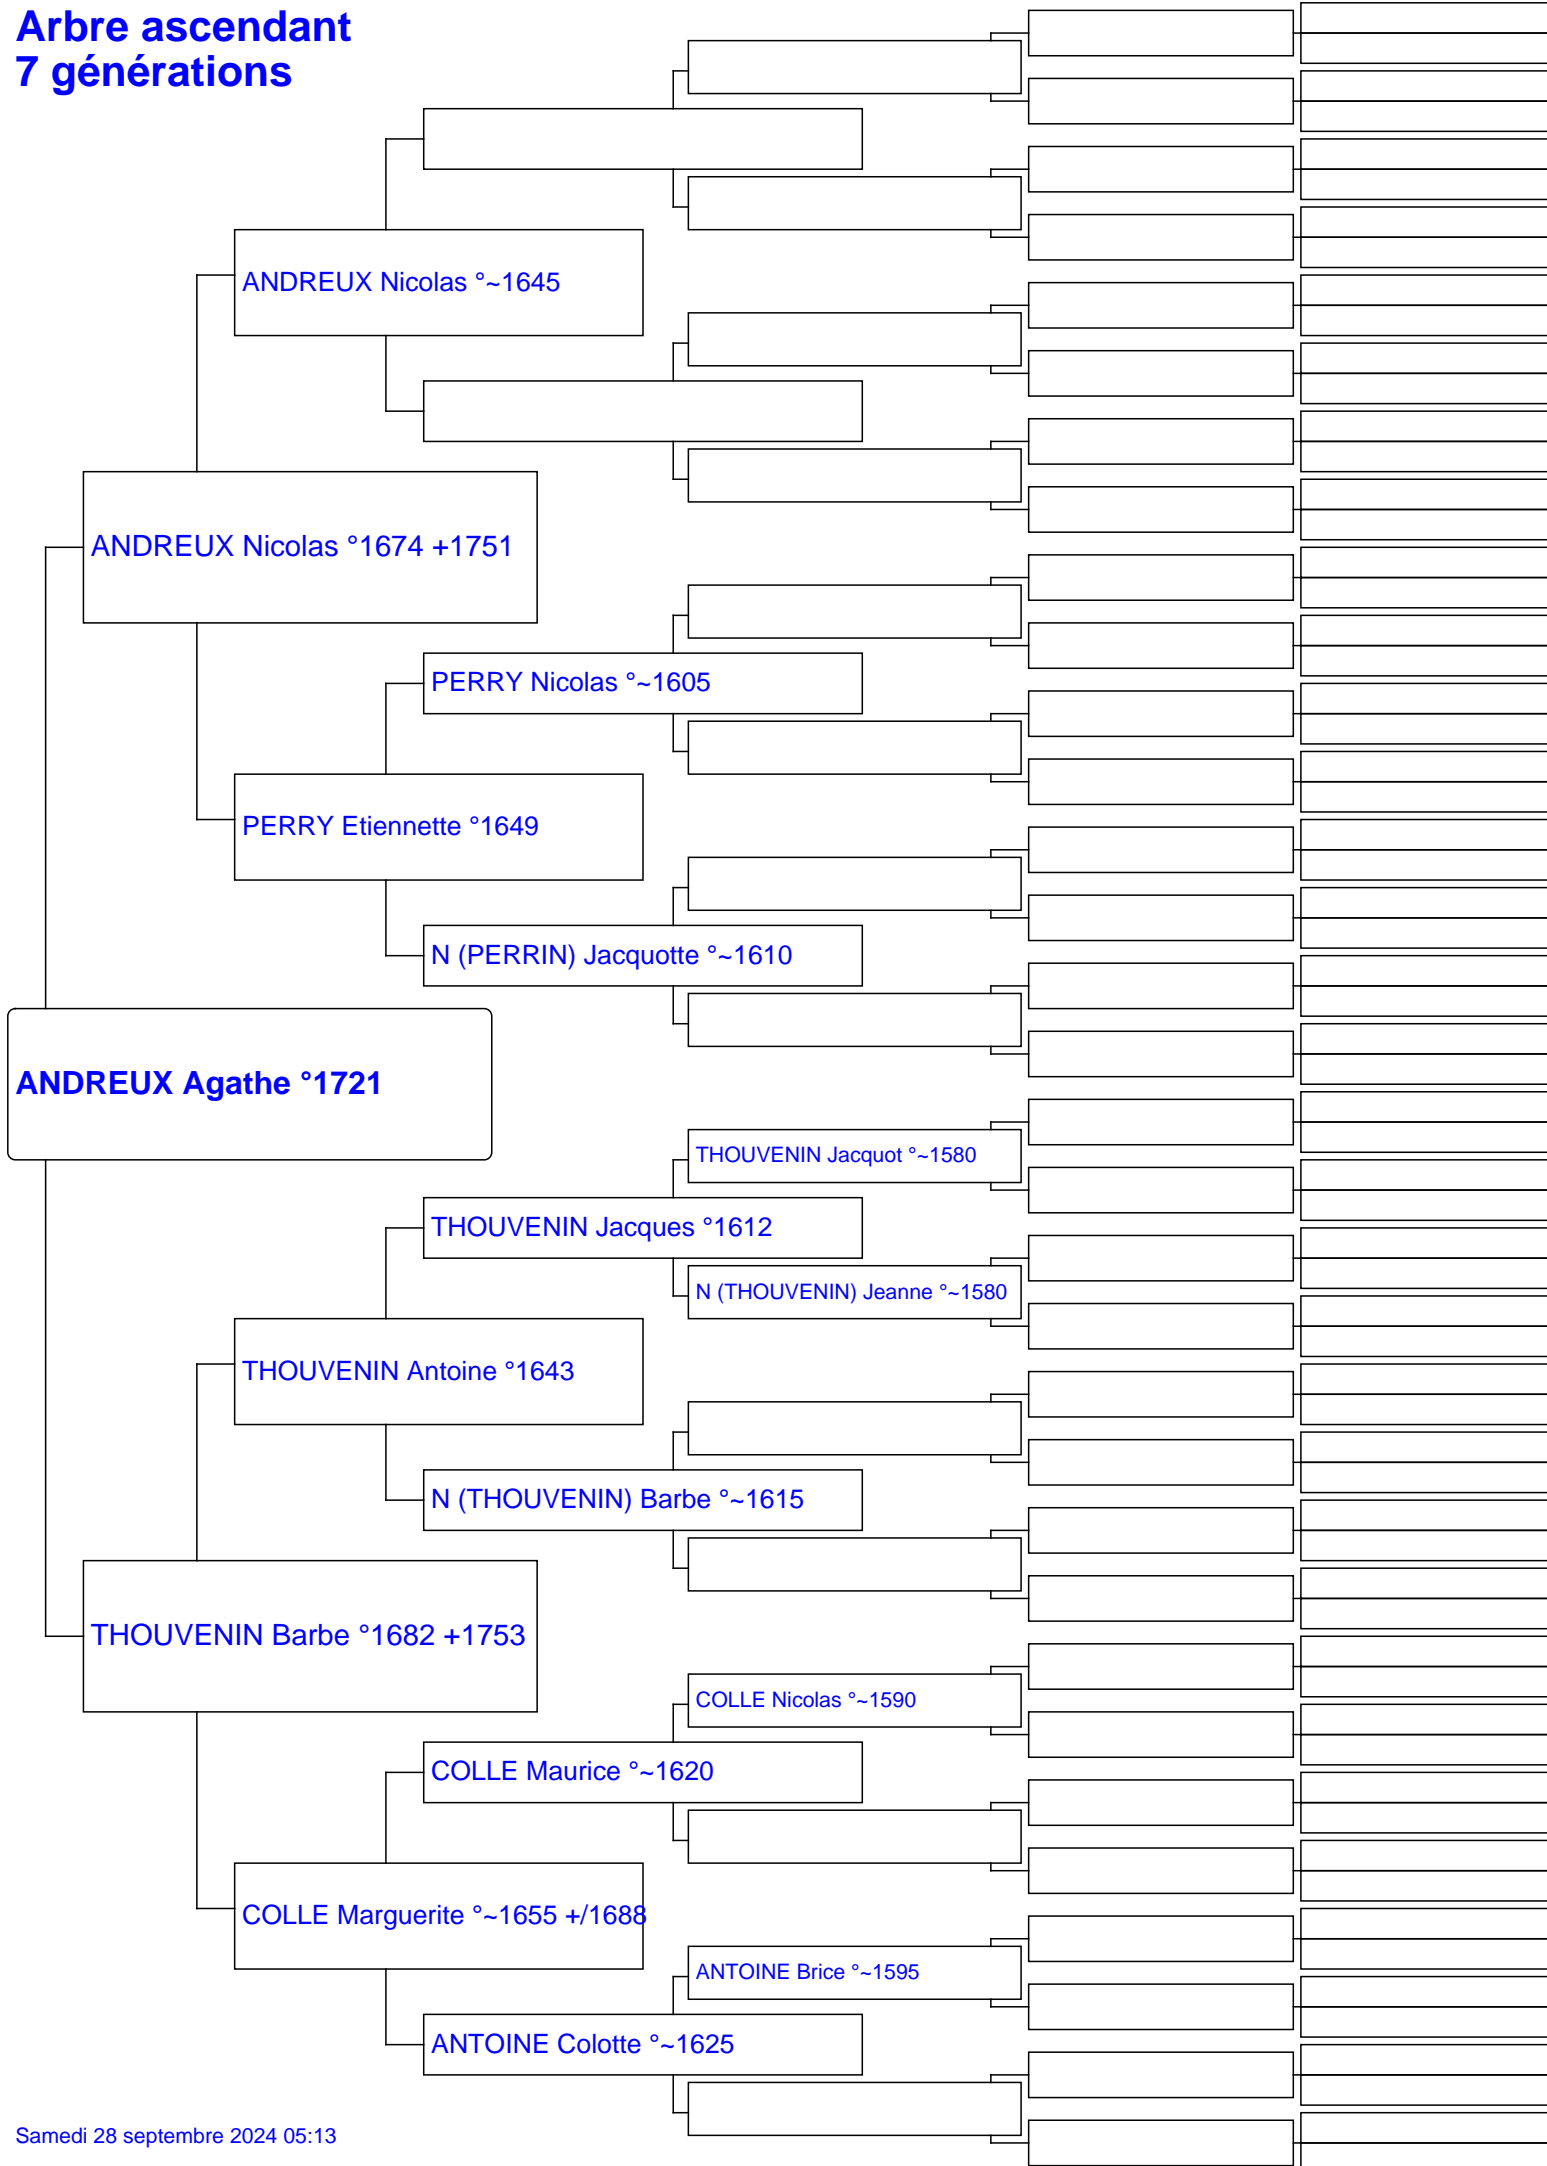 Arbre ascendant
7 générations
ANDREUX Nicolas °~1645
ANDREUX Nicolas °1674 +1751
PERRY Nicolas °~1605
PERRY Etiennette °1649
N (PERRIN) Jacquotte °~1610
ANDREUX Agathe °1721
THOUVENIN Jacquot °~1580
THOUVENIN Jacques °1612
N (THOUVENIN) Jeanne °~1580
THOUVENIN Antoine °1643
N (THOUVENIN) Barbe °~1615
THOUVENIN Barbe °1682 +1753
COLLE Nicolas °~1590
COLLE Maurice °~1620
COLLE Marguerite °~1655 +/1688
ANTOINE Brice °~1595
ANTOINE Colotte °~1625
Samedi 28 septembre 2024 05:13